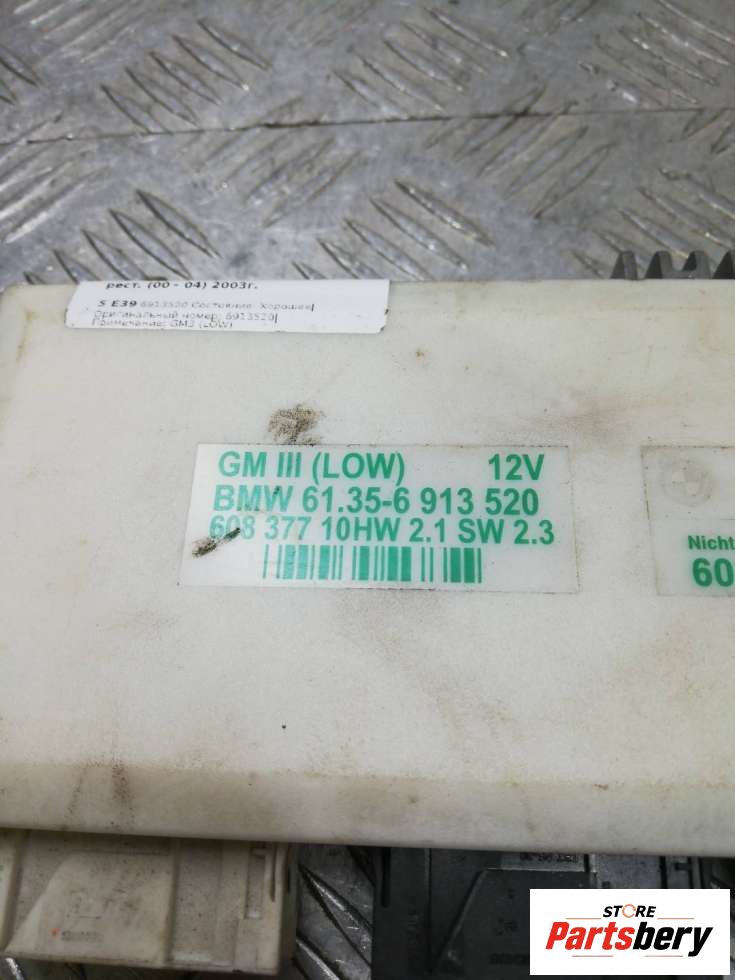 рест. (00 - 04) 2003г.
5 E39 6913520 Состояние: Хорошее|
Оригинальный номер: 6913520|
Примечание: GM3 (LOW)
GM III (LOW) 12V
BMW 61.35-6 913 520
608 377 10HW 2.1 SW 2.3
Nicht
60
STORE
Partsbery